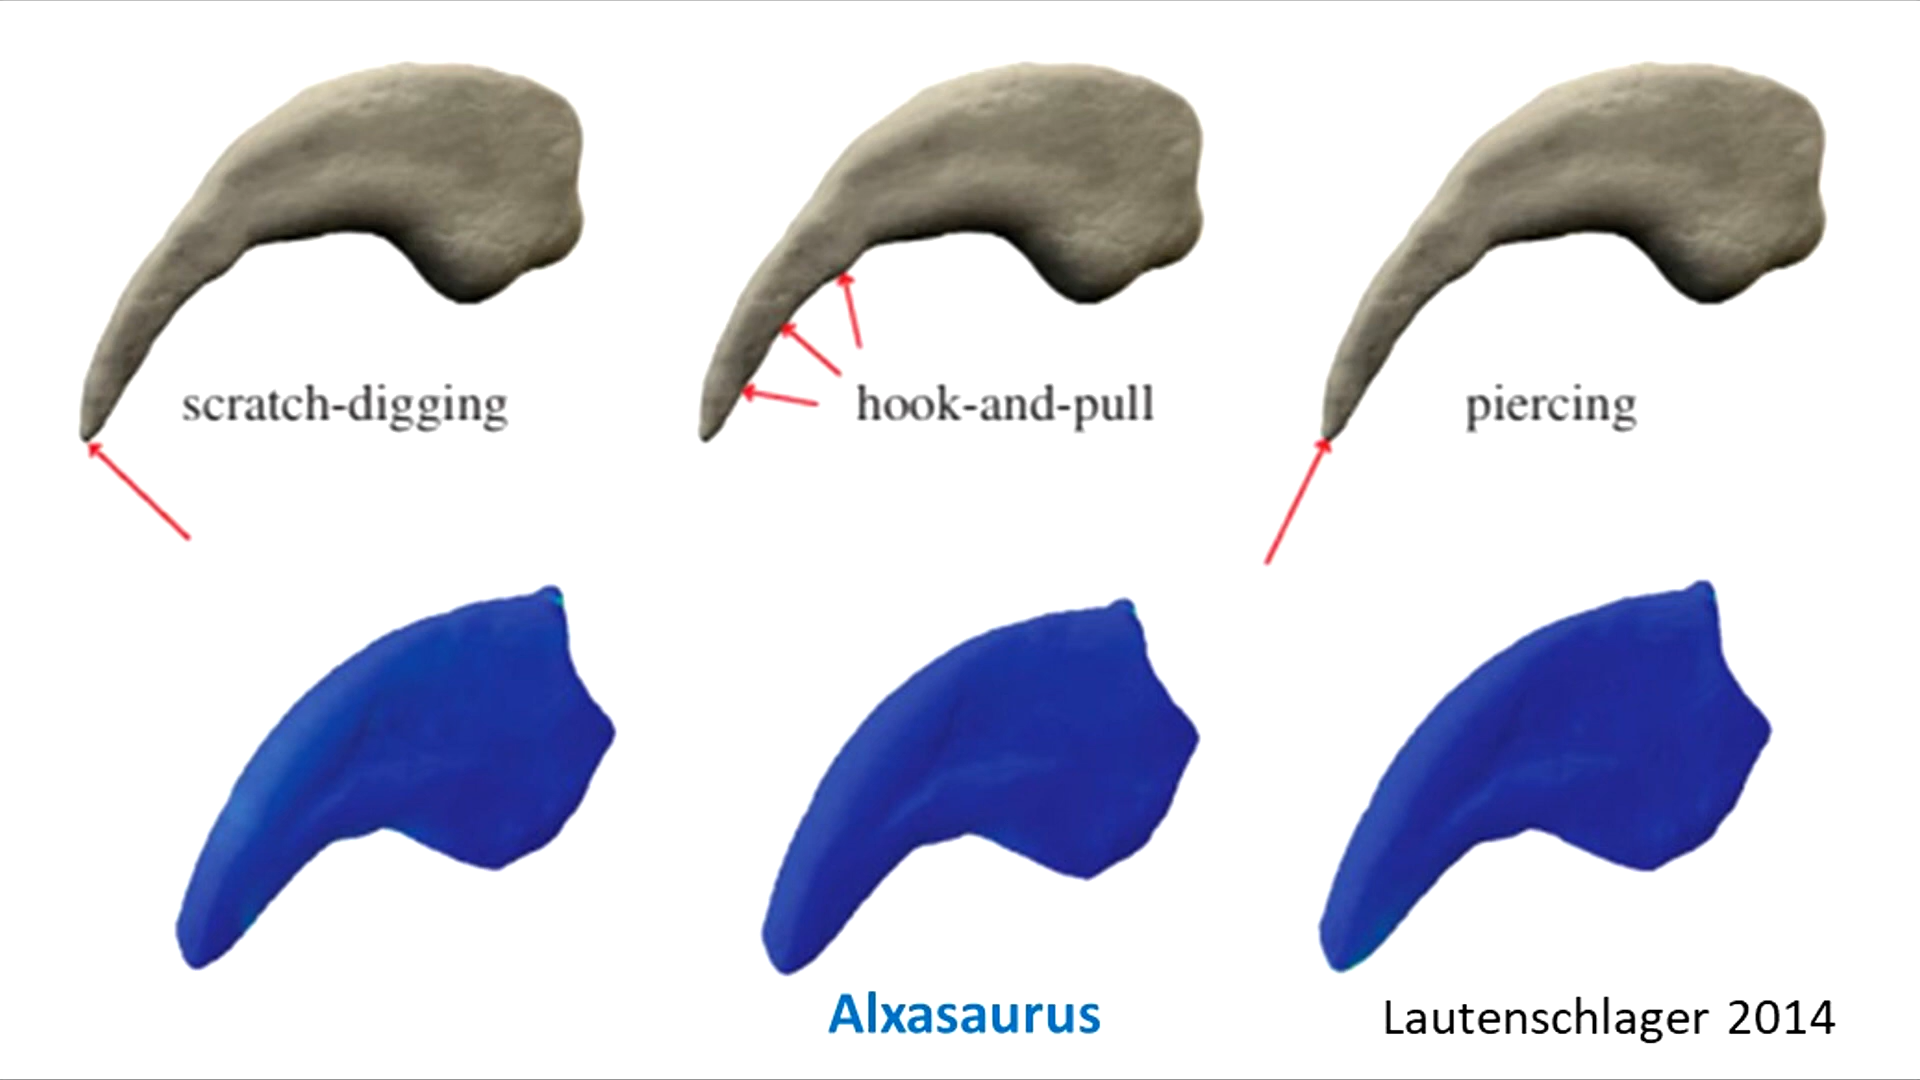 scratch-digging
hook-and-pull
piercing
Alxasaurus
Lautenschlager 2014